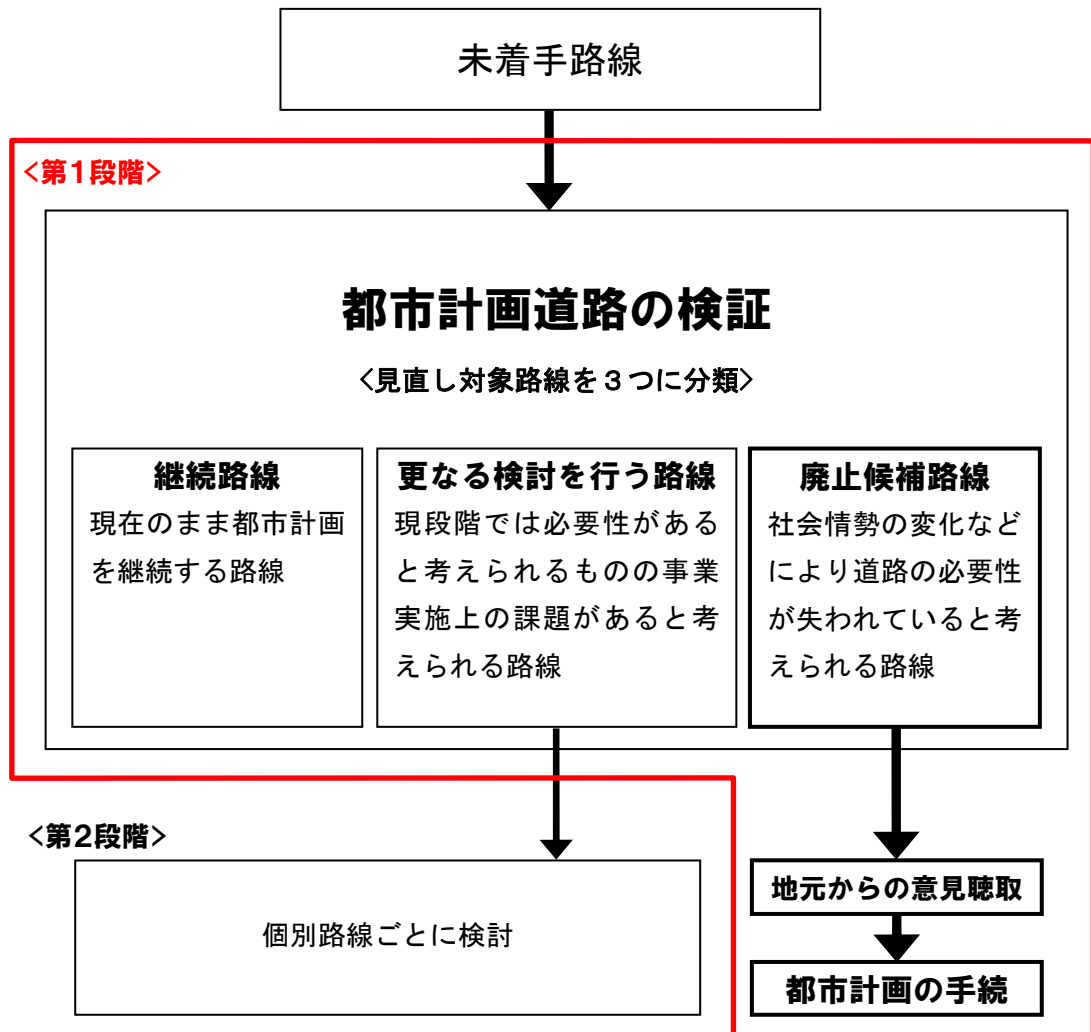 未着手路線
<第1段階>
都市計画道路の検証
<見直し対象路線を３つに分類>
継続路線
現在のまま都市計画
を継続する路線
更なる検討を行う路線
現段階では必要性がある
と考えられるものの事業
実施上の課題があると考
えられる路線
廃止候補路線
社会情勢の変化など
により道路の必要性
が失われていると考
えられる路線
<第2段階>
個別路線ごとに検討
地元からの意見聴取
都市計画の手続